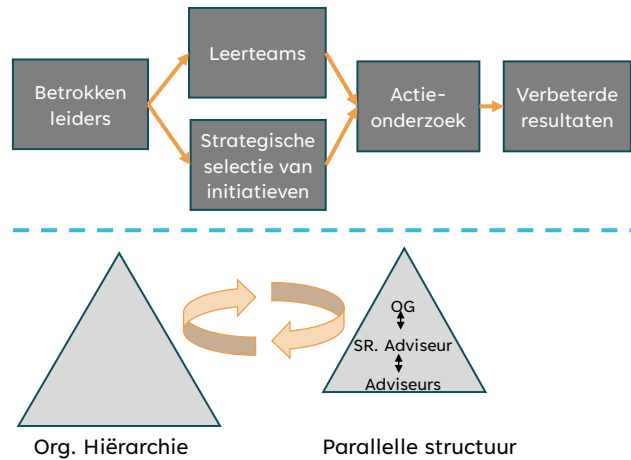 Betrokken
leiders
Leerteams
Strategische
selectie van
initiatieven
Actie-
onderzoek
Verbeterde
resultaten
OG
SR. Adviseur
Adviseurs
Org. Hiërarchie
Parallelle structuur